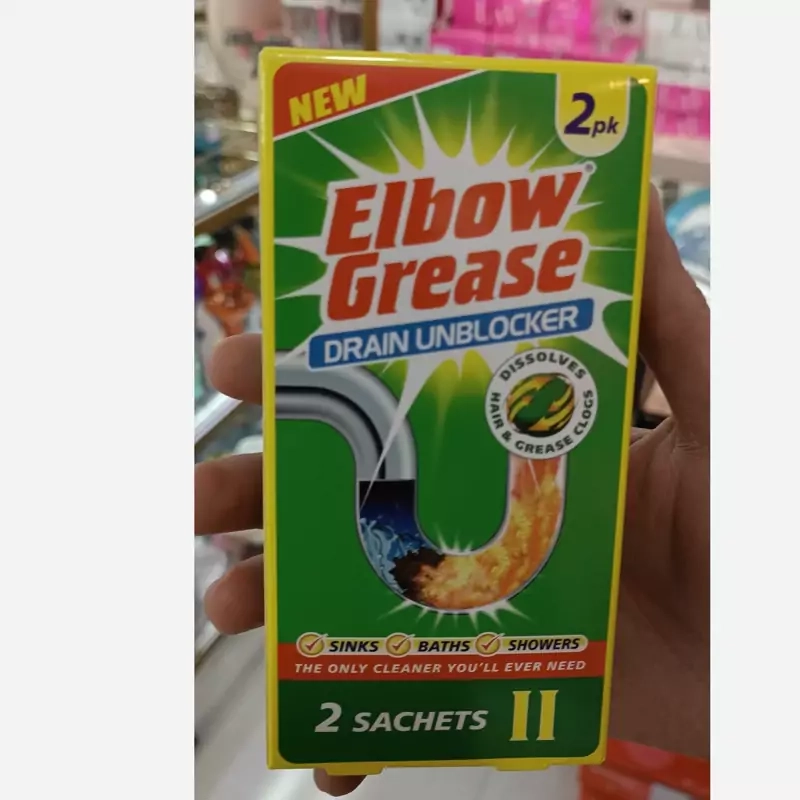 NEW
2pk
Elbow
Grease®
DRAIN UNBLOCKER
DISSOLVES
HAIR & GREASE CLOGS
SINKS BATHS SHOWERS
THE ONLY CLEANER YOU'LL EVER NEED
2 SACHETS